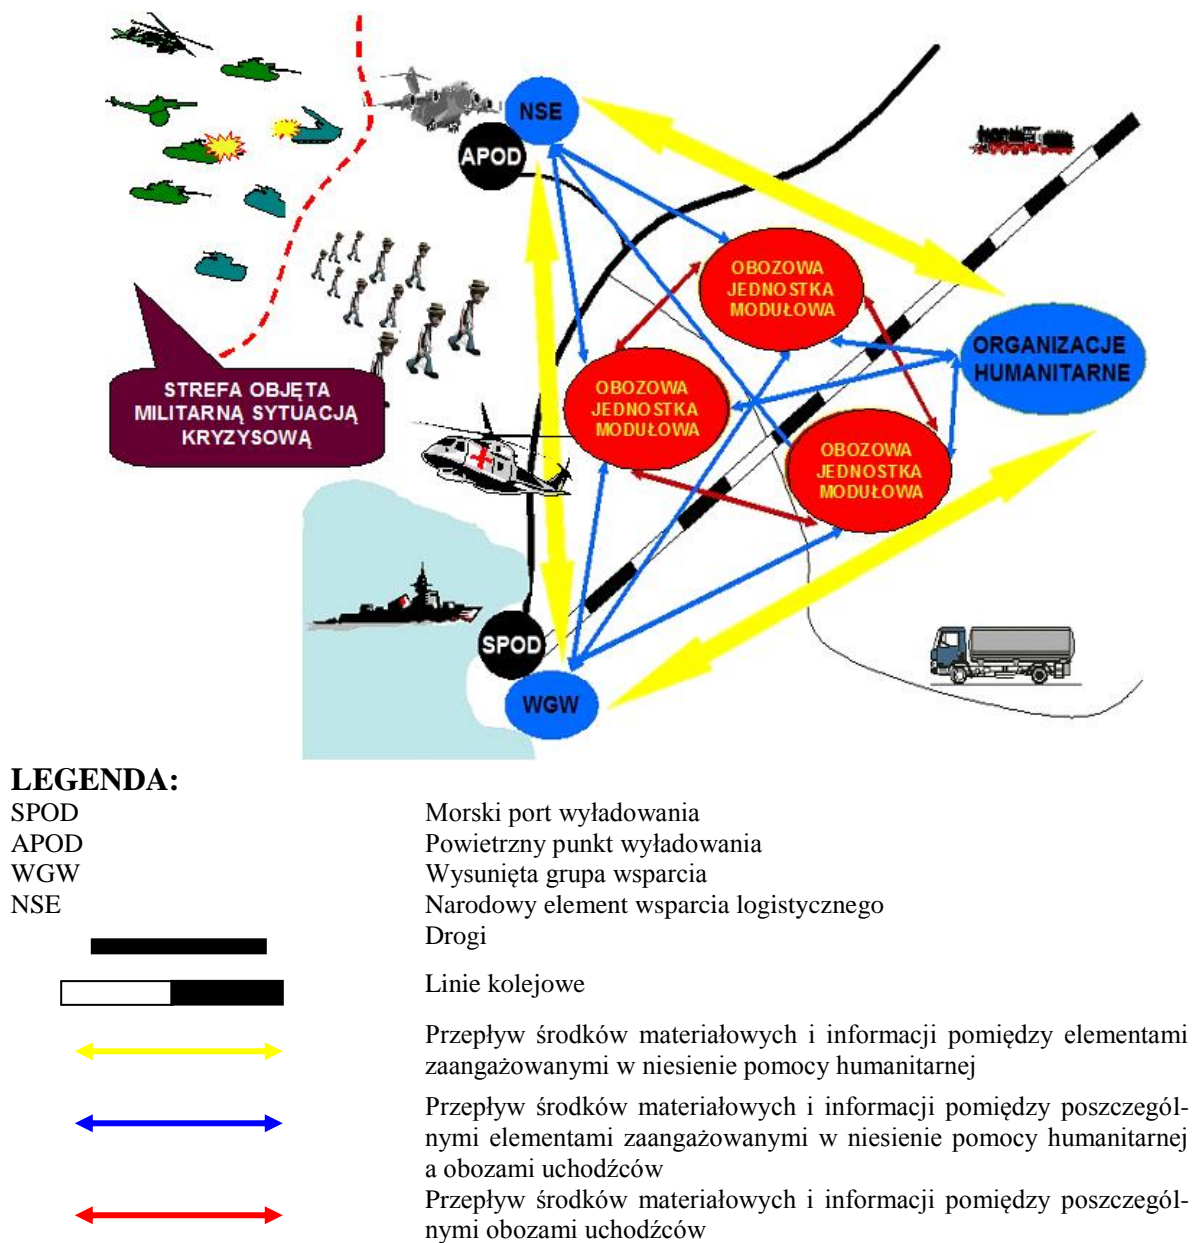 NSE
APOD
OBOZOWA
JEDNOSTKA
MODUŁOWA
ORGANIZACJE
HUMANITARNE
STREFA OBJĘTA
MILITARNĄ SYTUACJĄ
KRYZYSOWĄ
OBOZOWA
JEDNOSTKA
MODUŁOWA
OBOZOWA
JEDNOSTKA
MODUŁOWA
SPOD
WGW
LEGENDA:
SPOD Morski port wyładowania
APOD Powietrzny punkt wyładowania
WGW Wysunięta grupa wsparcia
NSE Narodowy element wsparcia logistycznego
Drogi
Linie kolejowe
Przepływ środków materiałowych i informacji pomiędzy elementami
zaangażowanymi w niesienie pomocy humanitarnej
Przepływ środków materiałowych i informacji pomiędzy poszczegól-
nymi elementami zaangażowanymi w niesienie pomocy humanitarnej
a obozami uchodźców
Przepływ środków materiałowych i informacji pomiędzy poszczegól-
nymi obozami uchodźców